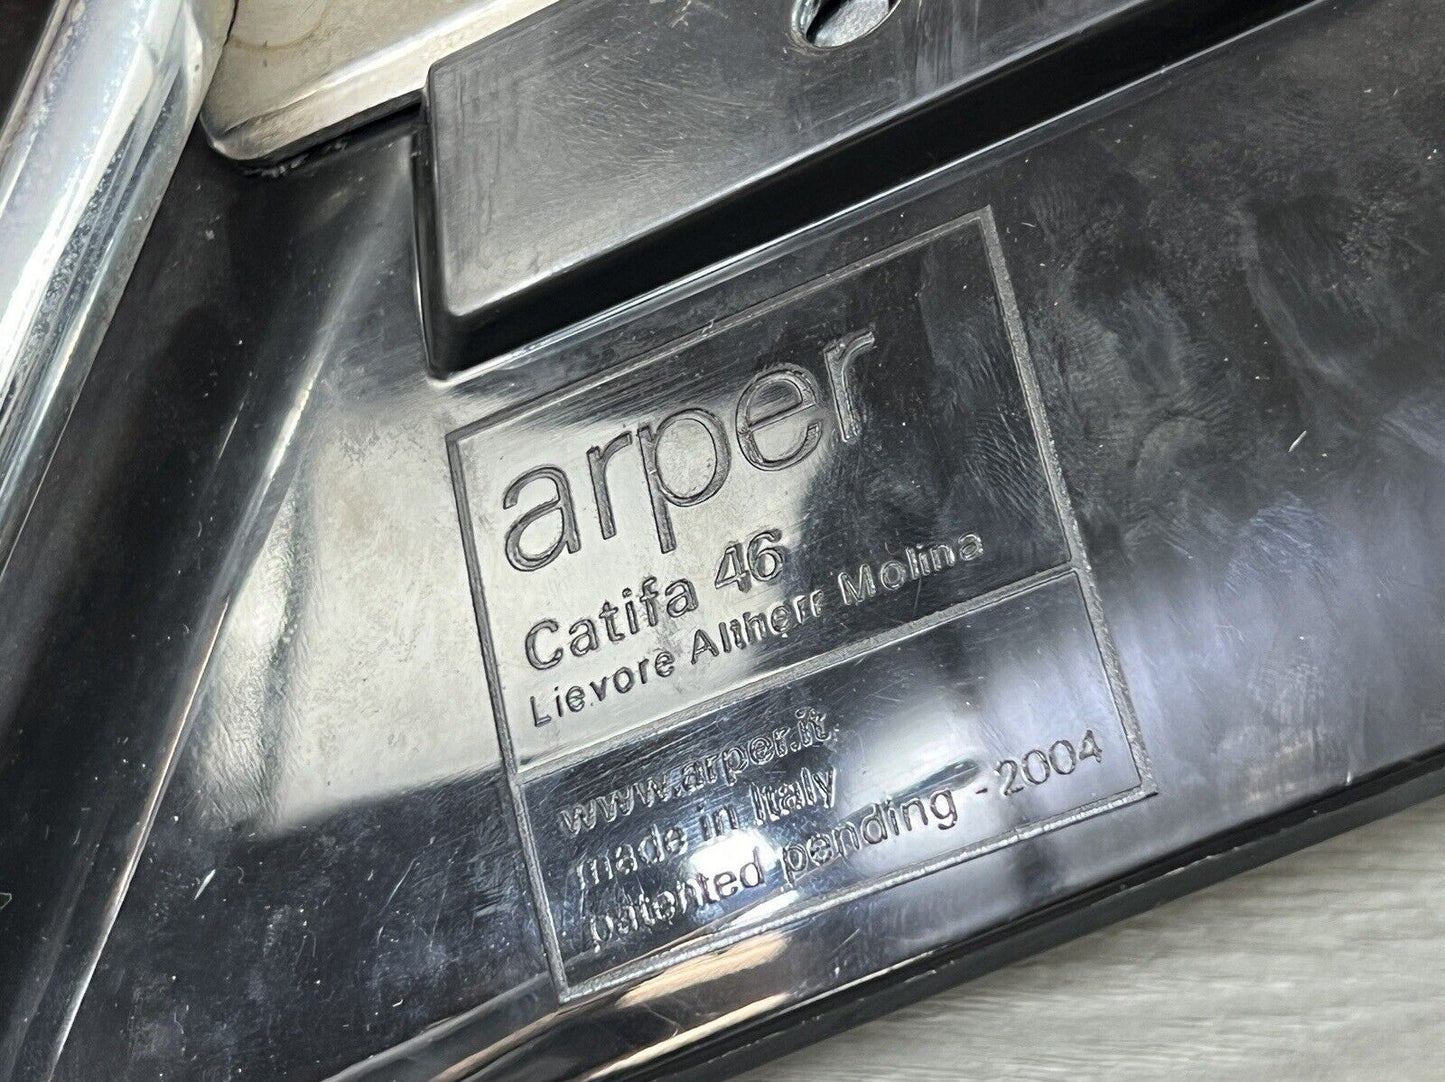 arper
Catifa 46
Lievore Altherr Molina
www.arper.it
made in Italy
patented pending - 2004